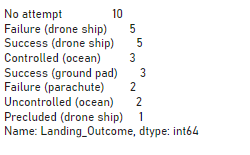 No attempt 10
Failure (drone ship) 5
Success (drone ship) 5
Controlled (ocean) 3
Success (ground pad) 3
Failure (parachute) 2
Uncontrolled (ocean) 2
Precluded (drone ship) 1
Name: Landing_Outcome, dtype: int64